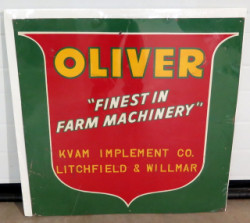 OLIVER
"FINEST IN
FARM MACHINERY"
KVAM IMPLEMENT CO.
LITCHFIELD & WILLMAR